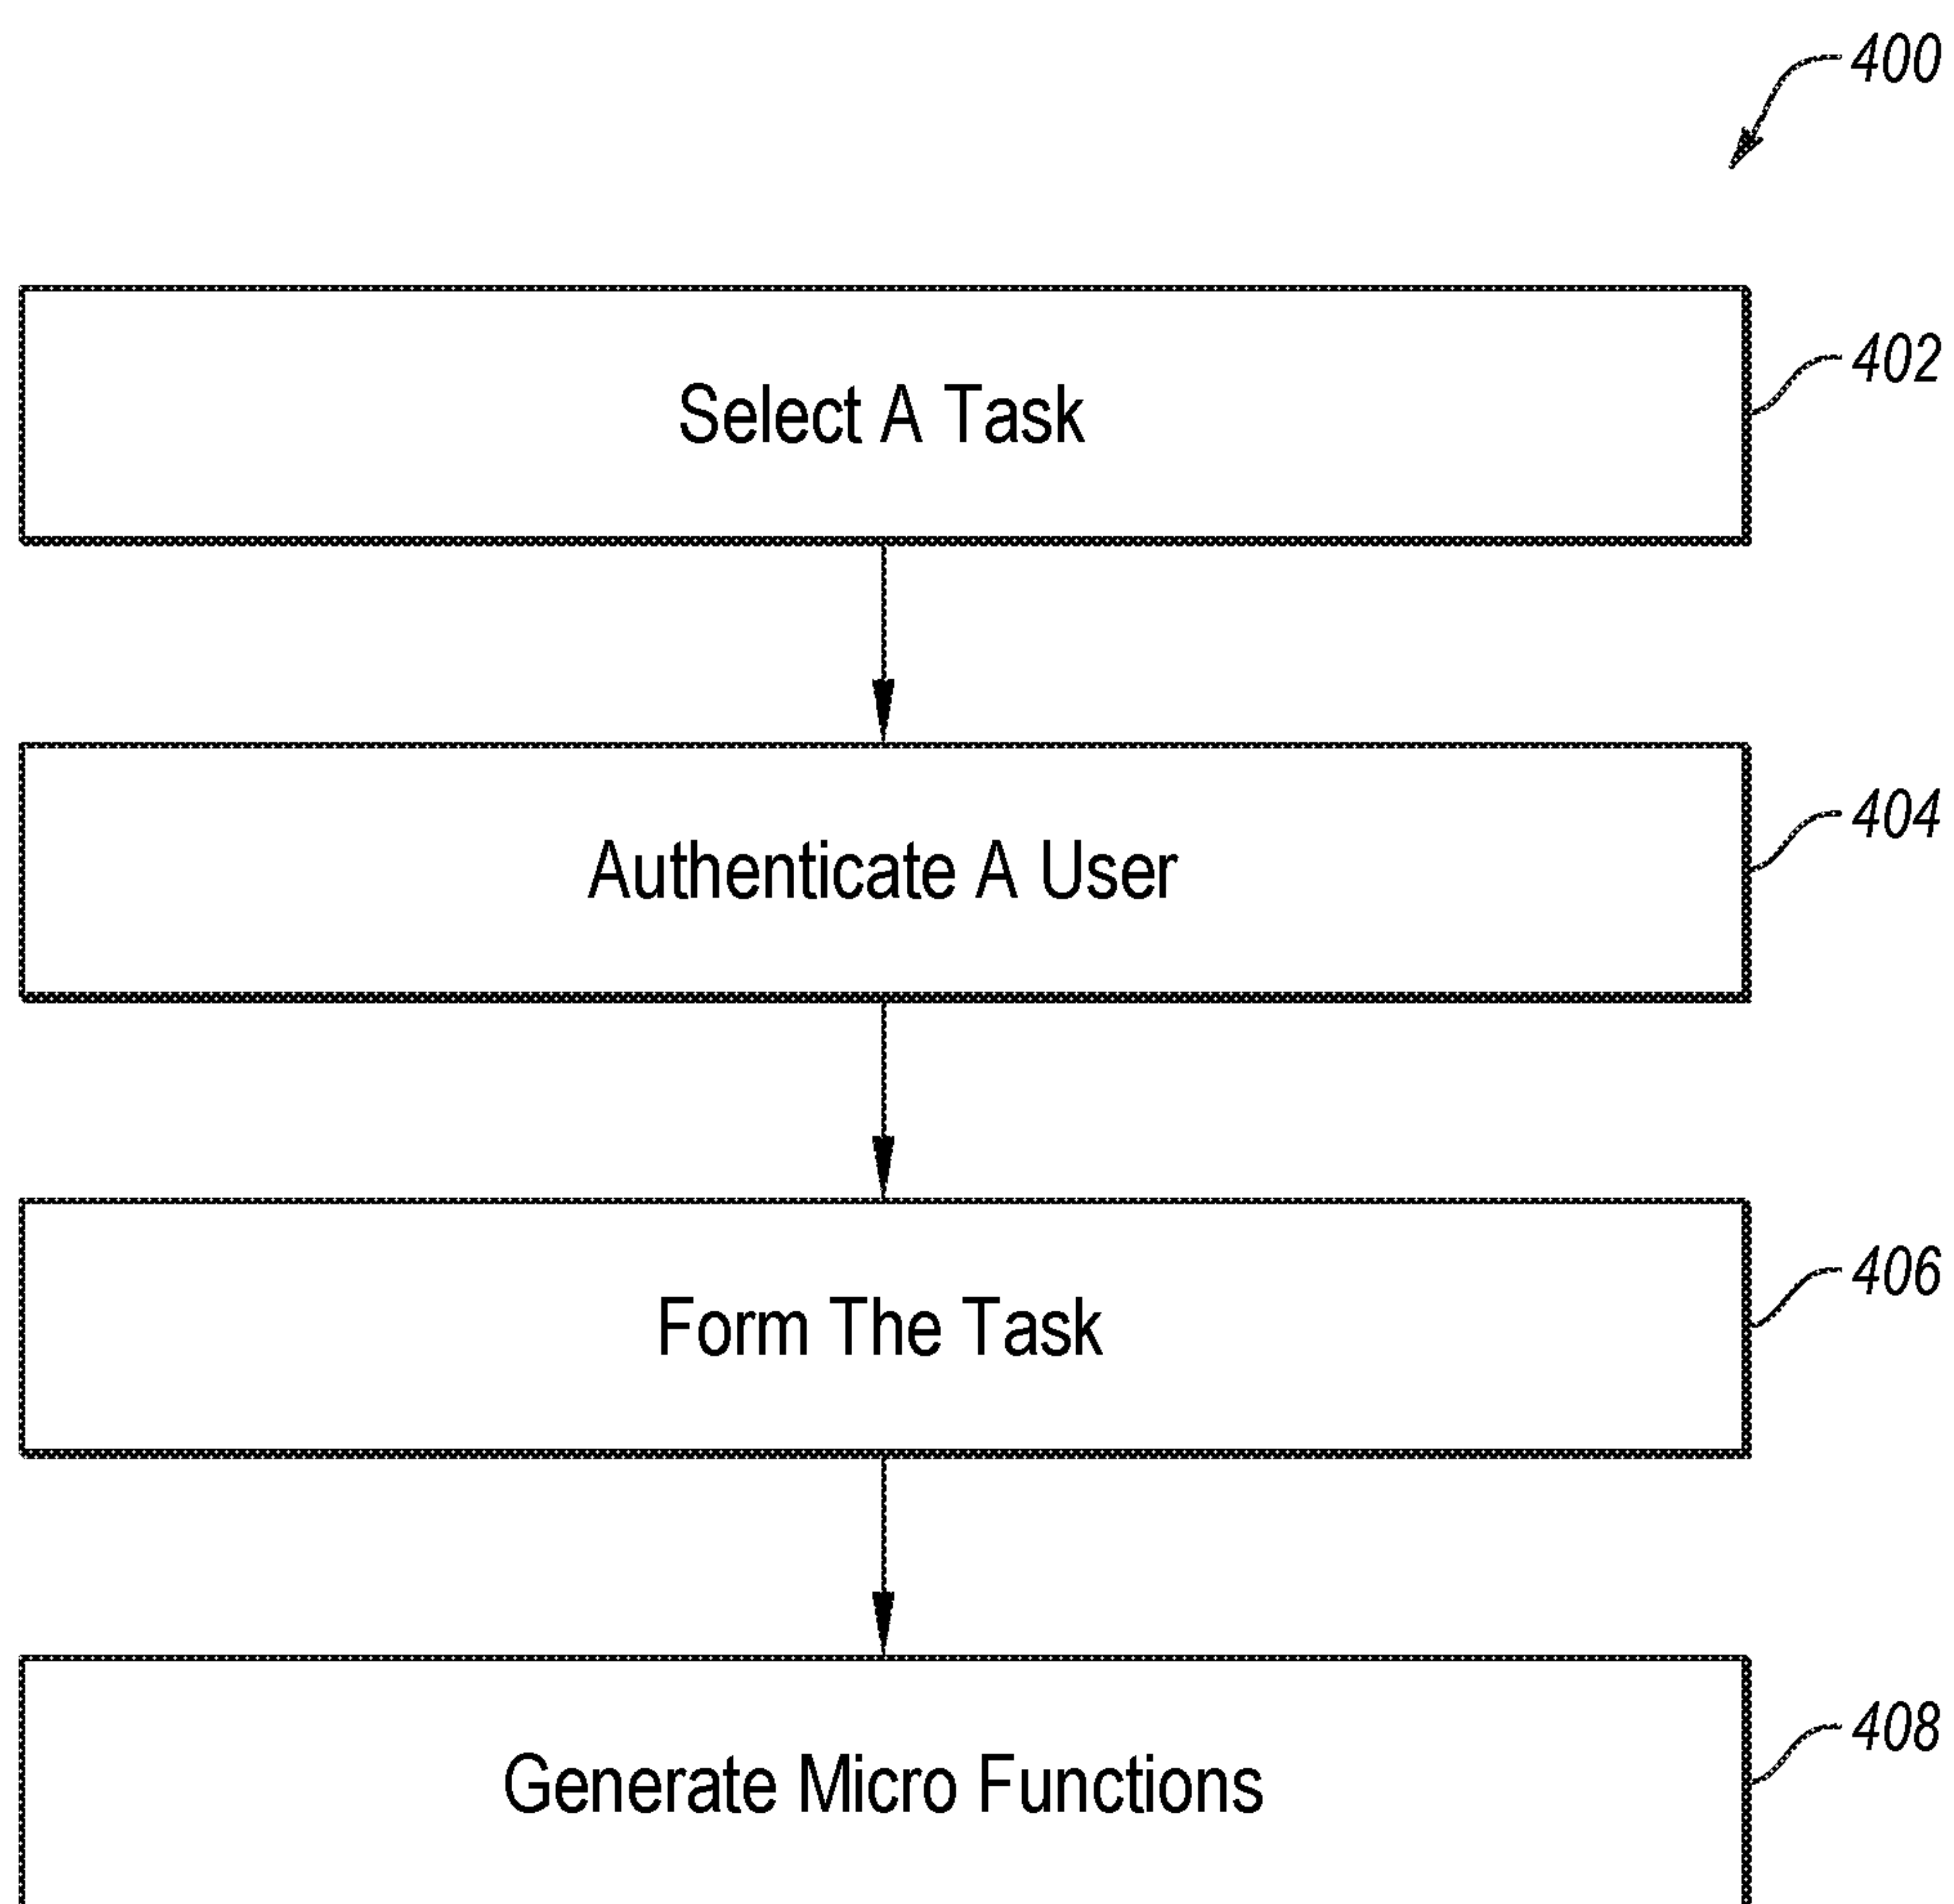 400
Select A Task
402
Authenticate A User
404
Form The Task
406
Generate Micro Functions
408